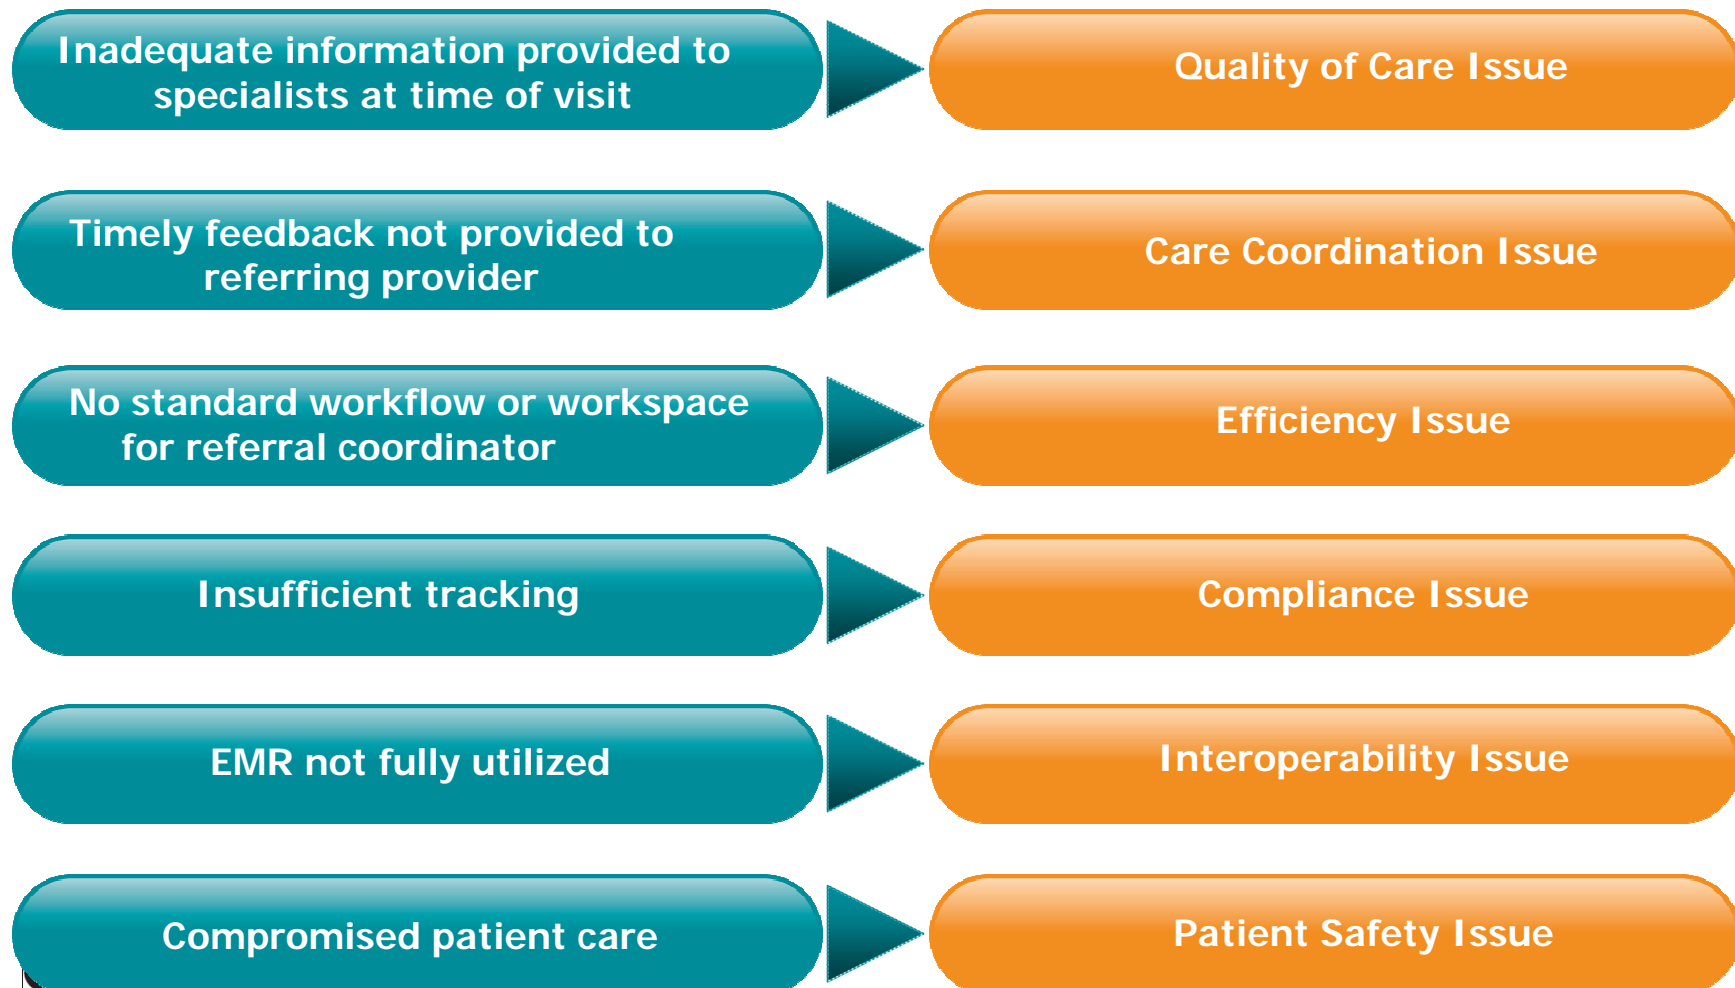 Inadequate information provided to
specialists at time of visit
Quality of Care Issue
Timely feedback not provided to
referring provider
Care Coordination Issue
No standard workflow or workspace
for referral coordinator
Efficiency Issue
Insufficient tracking
Compliance Issue
EMR not fully utilized
Interoperability Issue
Compromised patient care
Patient Safety Issue